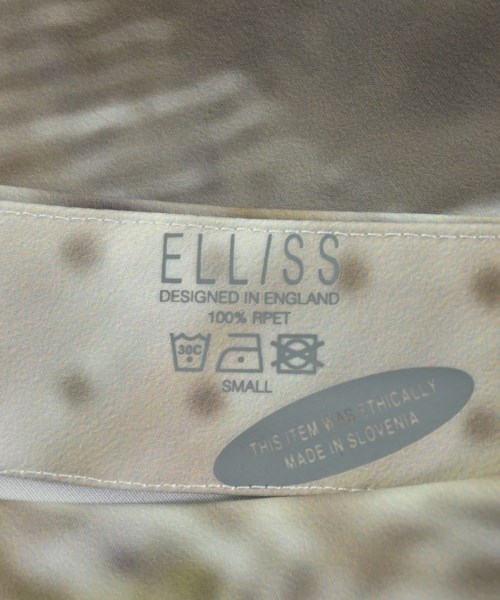 ELLISS
DESIGNED IN ENGLAND
100% RPET
30C
SMALL
THIS ITEM WAS ETHICALLY
MADE IN SLOVENIA